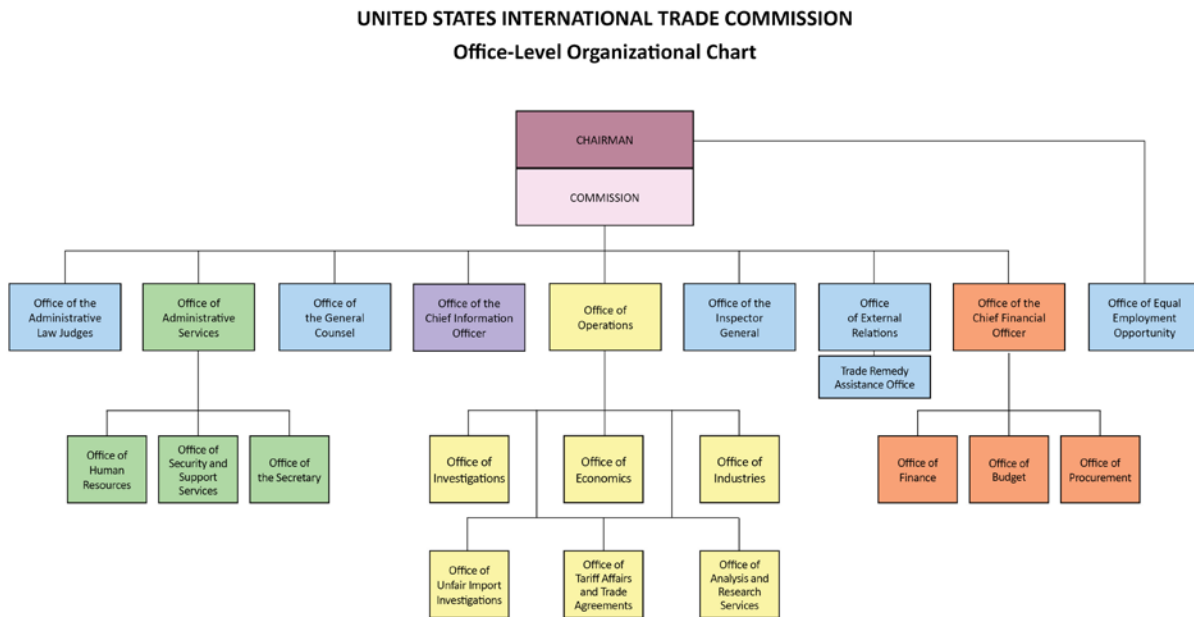 UNITED STATES INTERNATIONAL TRADE COMMISSION
Office-Level Organizational Chart
CHAIRMAN
COMMISSION
Office of the
Administrative
Law Judges
Office of
Administrative
Services
Office of
the General
Counsel
Office of the
Chief Information
Officer
Office of
Operations
Office of the
Inspector
General
Office
of External
Relations
Office of the
Chief Financial
Officer
Office of Equal
Employment
Opportunity
Trade Remedy
Assistance Office
Office of
Human
Resources
Office of
Security and
Support
Services
Office of
the Secretary
Office of
Investigations
Office of
Economics
Office of
Industries
Office of
Finance
Office of
Budget
Office of
Procurement
Office of
Unfair Import
Investigations
Office of
Tariff Affairs
and Trade
Agreements
Office of
Analysis and
Research
Services